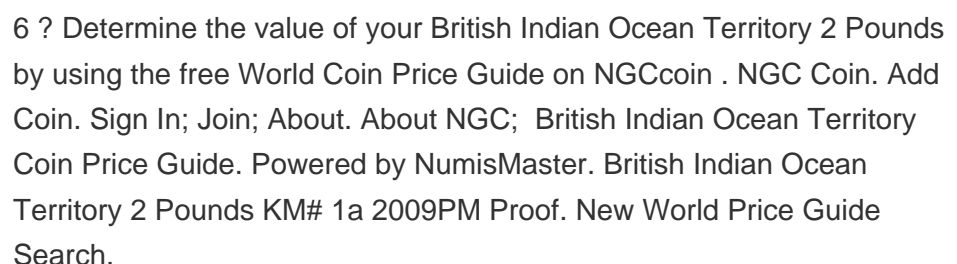 6 ? Determine the value of your British Indian Ocean Territory 2 Pounds
by using the free World Coin Price Guide on NGCcoin . NGC Coin. Add
Coin. Sign In; Join; About. About NGC;  British Indian Ocean Territory
Coin Price Guide. Powered by NumisMaster. British Indian Ocean
Territory 2 Pounds KM# 1a 2009PM Proof. New World Price Guide
Search.